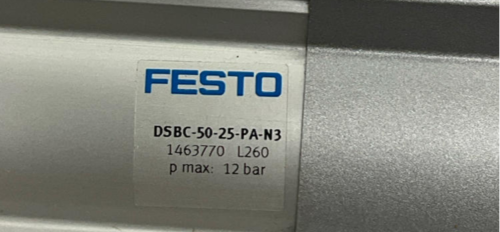 FESTO
DSBC-50-25-PA-N3
1463770 L260
p max: 12 bar